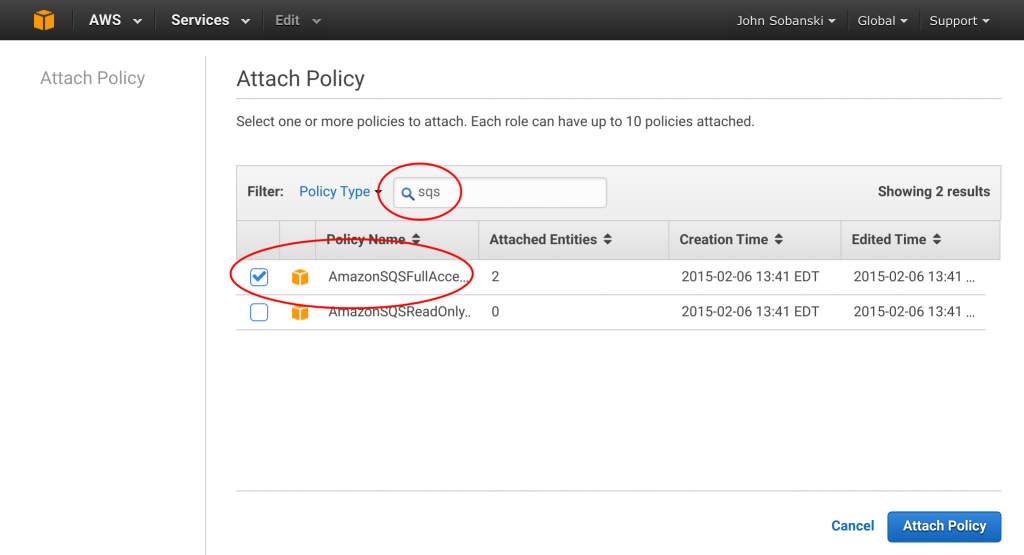 AWS Services Edit John Sobanski Global Support
Attach Policy
Attach Policy
Select one or more policies to attach. Each role can have up to 10 policies attached.
Filter: Policy Type sqs Showing 2 results
Policy Name Attached Entities Creation Time Edited Time
AmazonSQSFullAcce... 2 2015-02-06 13:41 EDT 2015-02-06 13:41 ...
AmazonSQSReadOnly.. 0 2015-02-06 13:41 EDT 2015-02-06 13:41 ...
Cancel Attach Policy